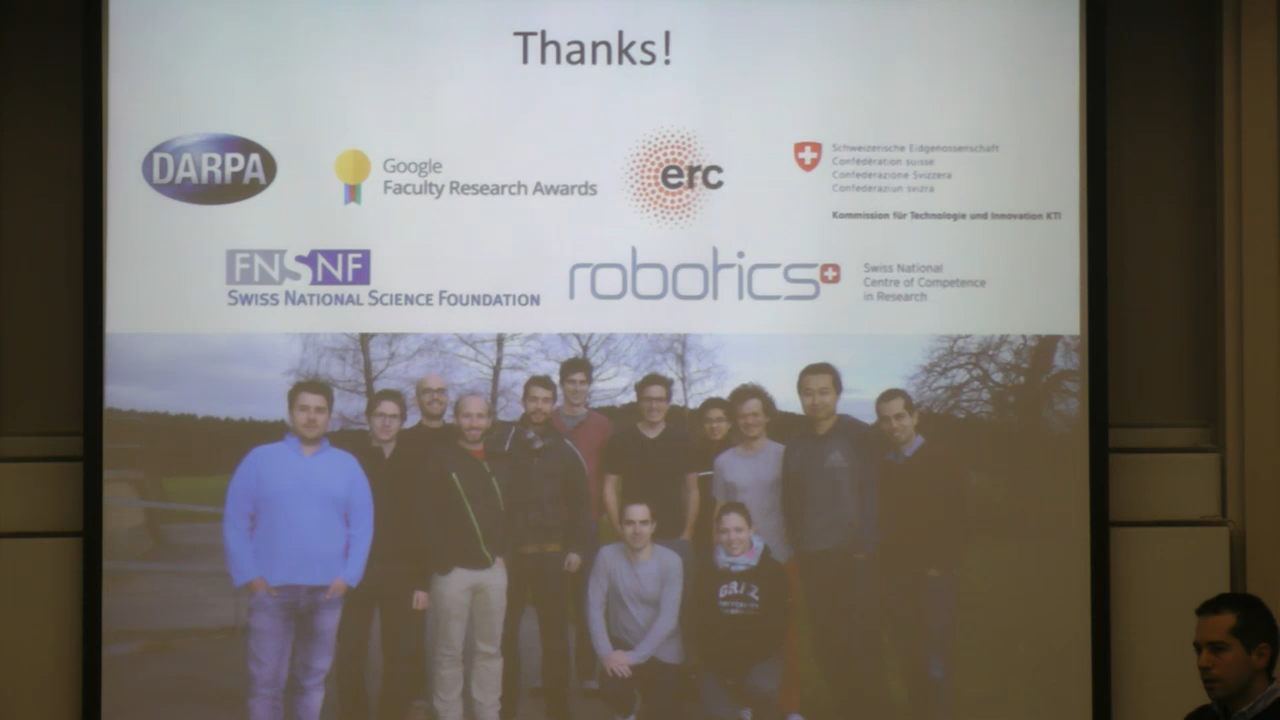 Thanks!
DARPA
Google
Faculty Research Awards
erc
Schweizerische Eidgenossenschaft
Confédération suisse
Confederazione Svizzera
Confederaziun svizra
Kommission für Technologie und Innovation KTI
FNSNF
SWISS NATIONAL SCIENCE FOUNDATION
robotics
Swiss National
Centre of Competence
in Research
GRAZ